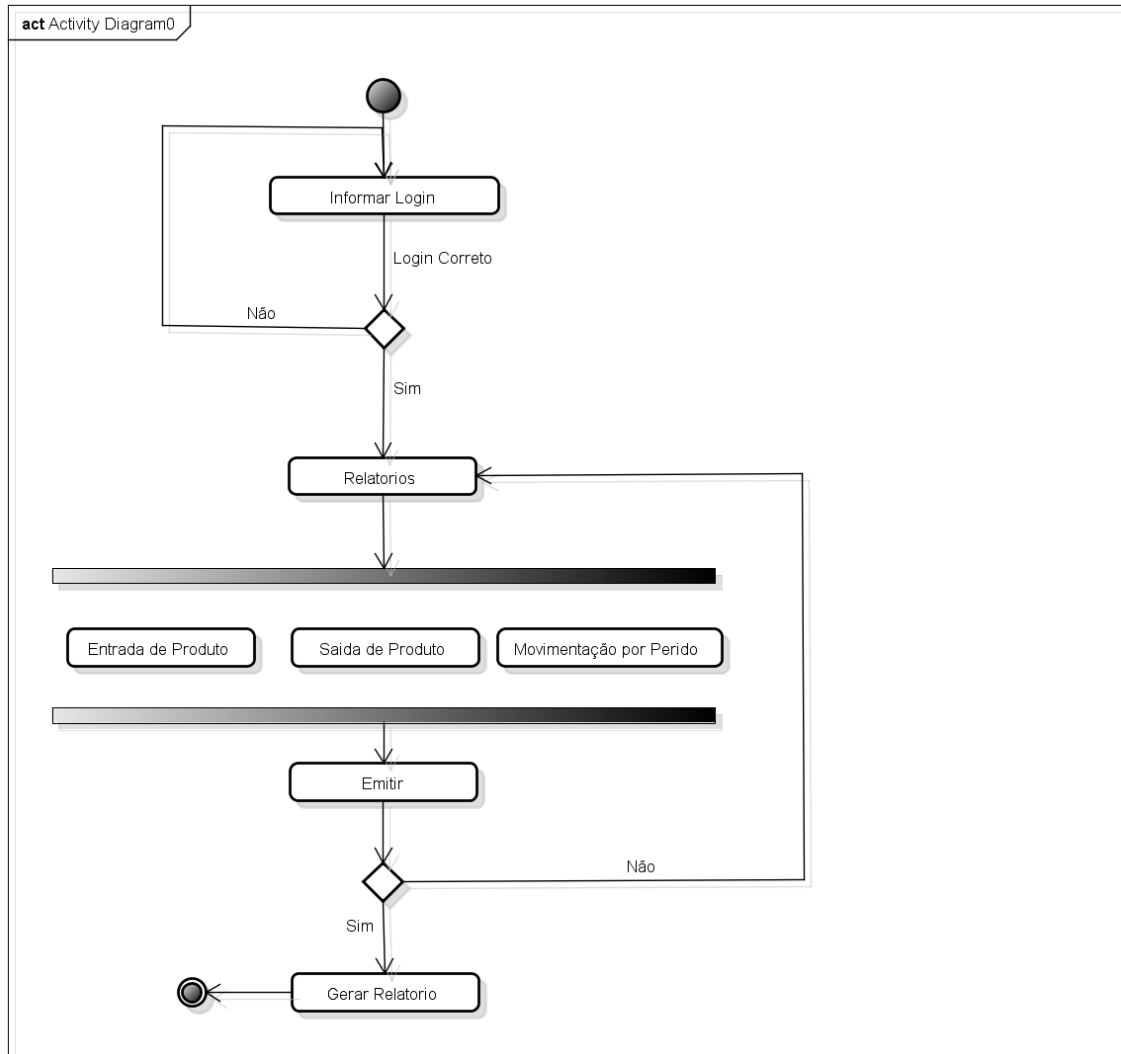 act Activity Diagram0
Informar Login
Login Correto
Não
Sim
Relatorios
Entrada de Produto
Saida de Produto
Movimentação por Perido
Emitir
Não
Sim
Gerar Relatorio